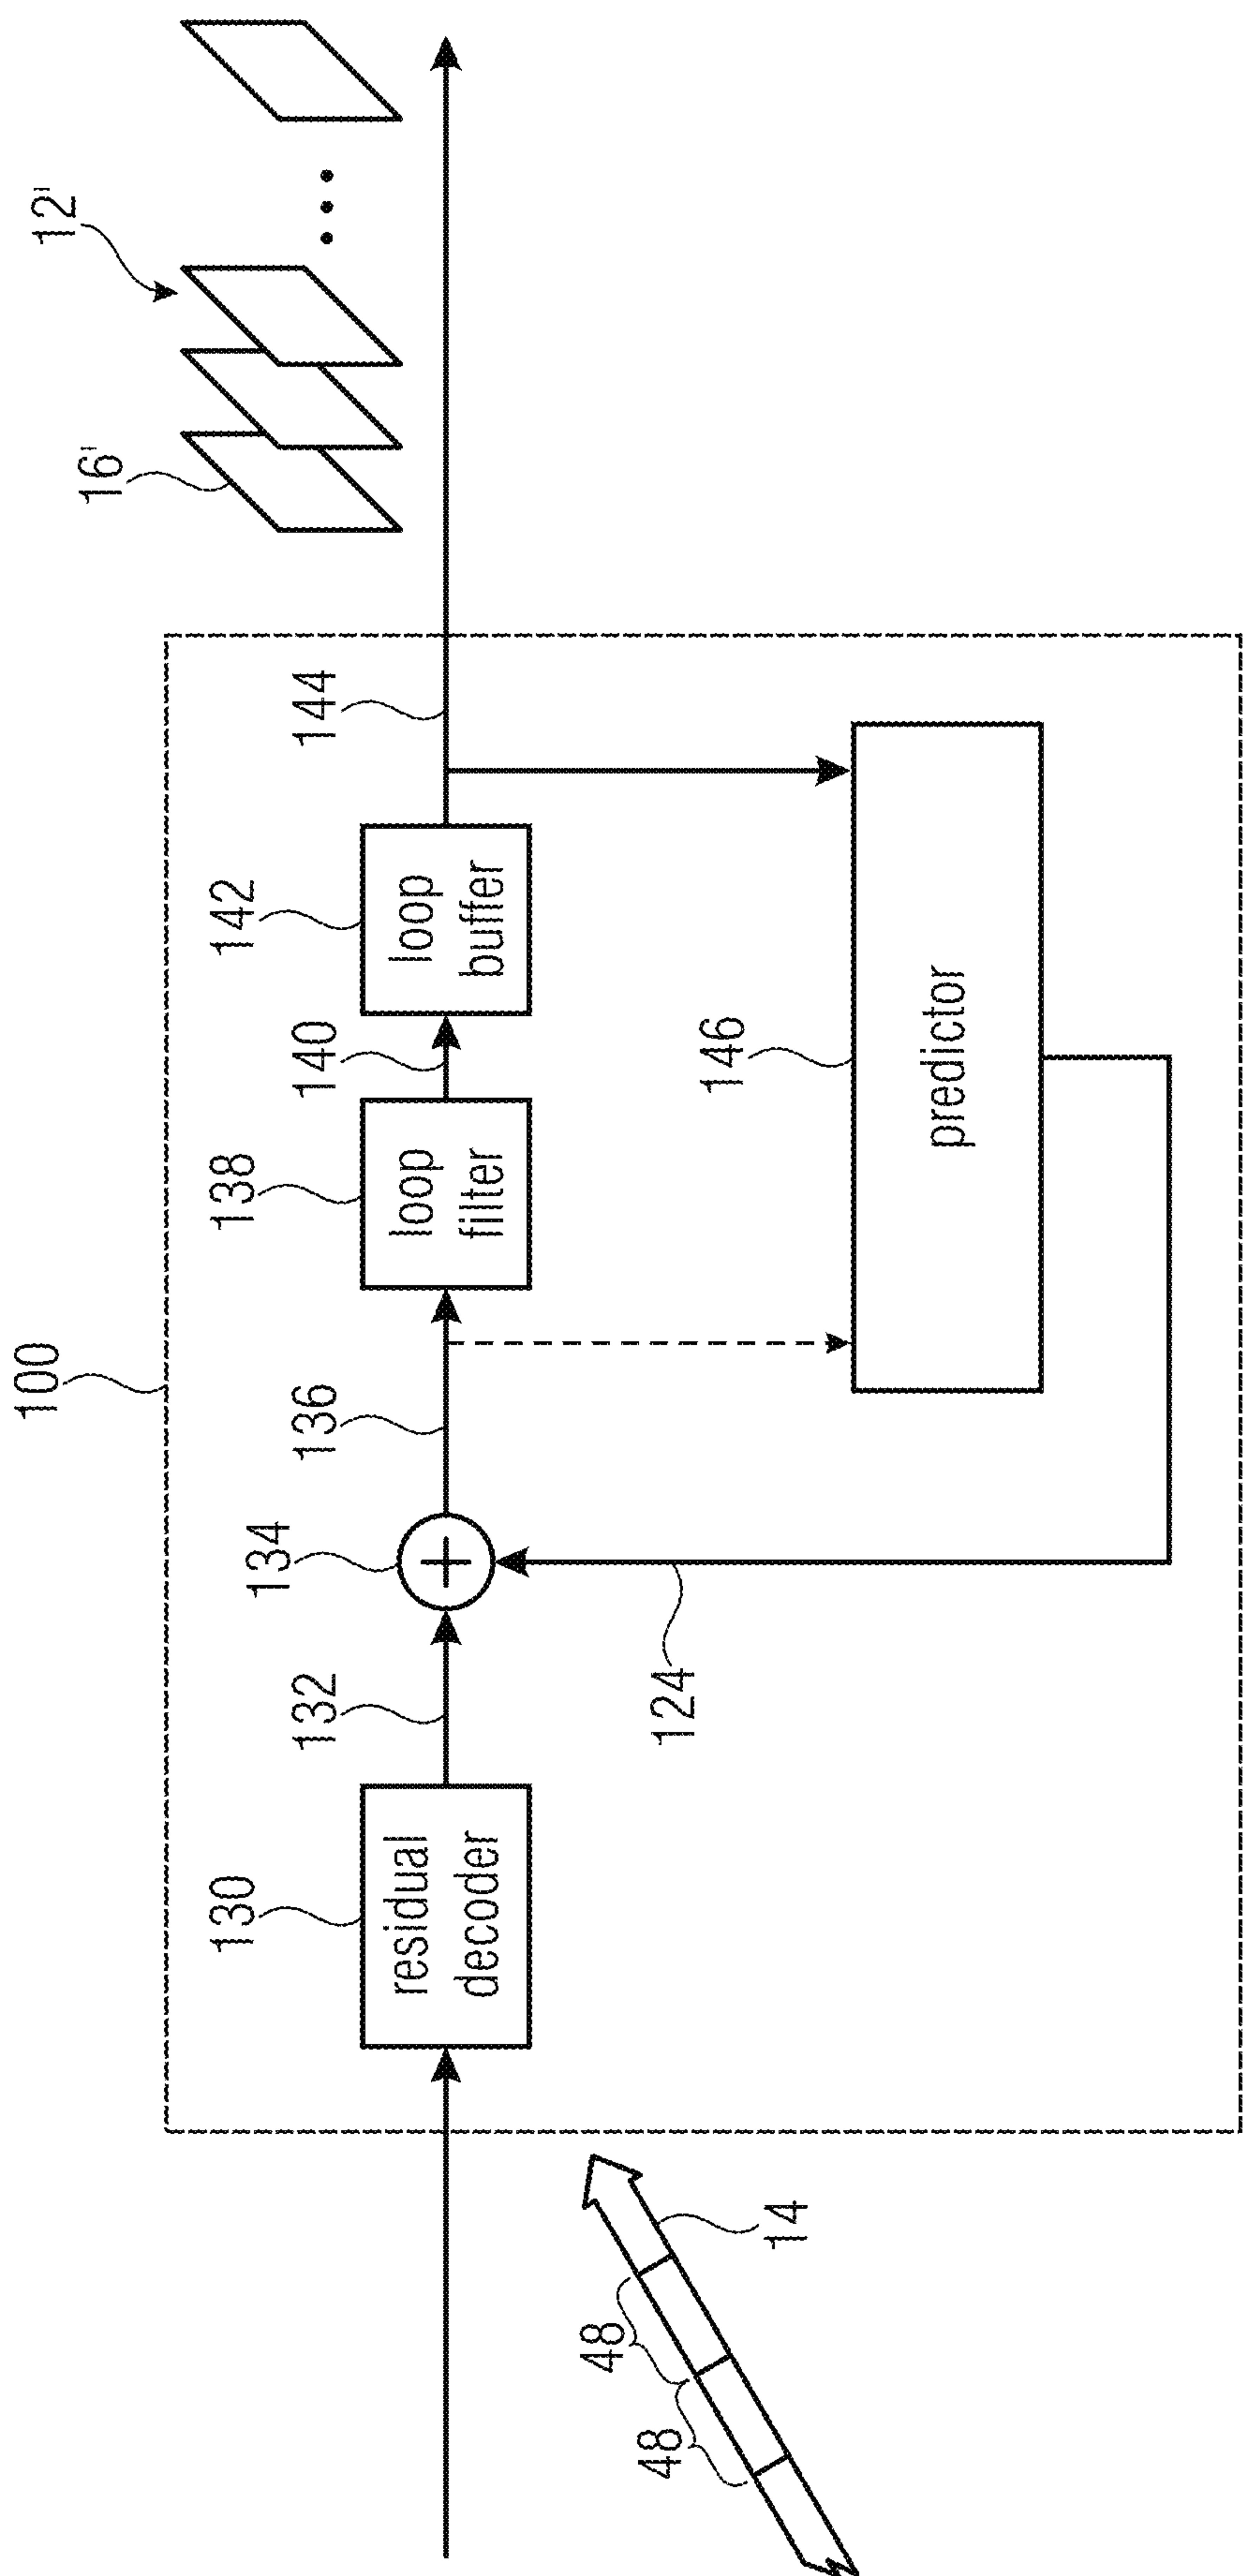 100
12'
16'
130
residual
decoder
132
134
136
138
loop
filter
140
142
loop
buffer
144
124
146
predictor
48
48
14